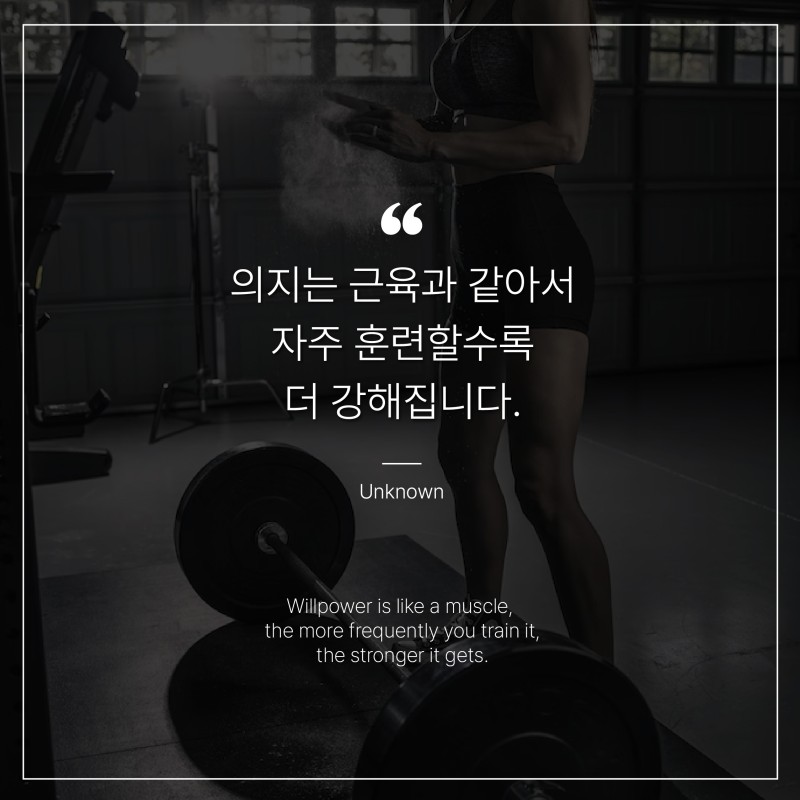 “
의지는 근육과 같아서
자주 훈련할수록
더 강해집니다.
Unknown
Willpower is like a muscle,
the more frequently you train it,
the stronger it gets.